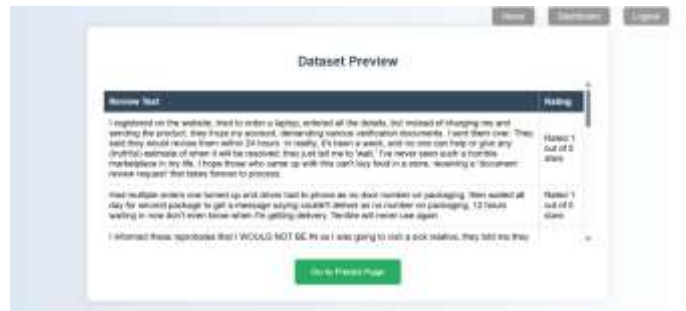 Home
Dashboard
Logout
Dataset Preview
Review Text
Rating
I registered on the website, tried to order a laptop, entered all the details, but instead of charging me and
sending the product, they froze my account, demanding various verification documents. I sent them over. They
said they would review them within 24 hours. In reality, it's been a week, and no one can help or give any
(truthful) estimate of when it will be resolved; they just tell me to 'wait.' I've never seen such a horrible
marketplace in my life. I hope those who came up with this can't buy food in a store, receiving a 'document
review request' that takes forever to process.
Rated 1
out of 5
stars
Had multiple orders one turned up and driver had to phone as no door number on packaging, then waited all
day for second package to get a message saying couldn't deliver as no number on packaging, 12 hours
waiting in now don't even know when I'm getting delivery. Terrible will never use again
Rated 1
out of 5
stars
I informed these reprobates that I WOULD NOT BE IN as I was going to visit a sick relative, they told me they
Go to Predict Page